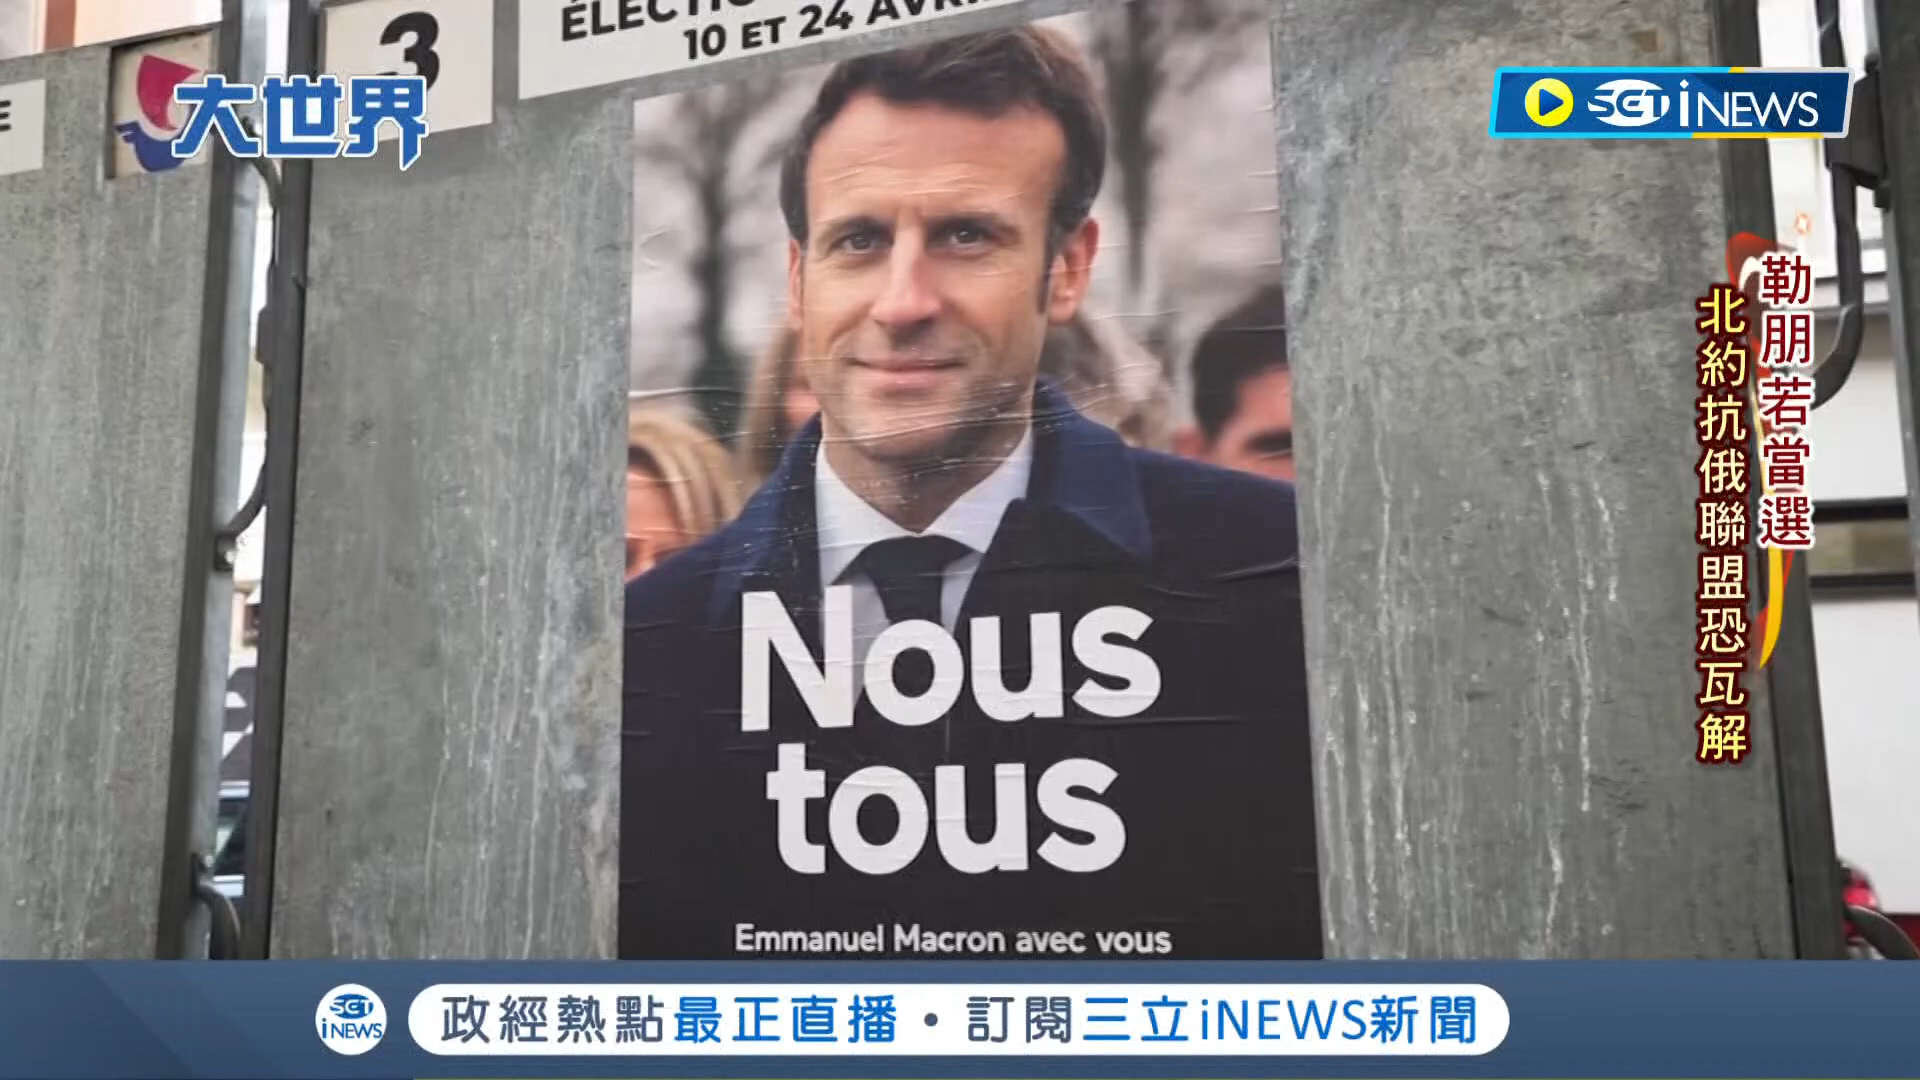 3
10 ET 24
大世界
SET iNEWS
勒朋若當選
北約抗俄聯盟恐瓦解
Nous
tous
Emmanuel Macron avec vous
SET iNEWS
政經熱點最正直播・訂閱三立iNEWS新聞